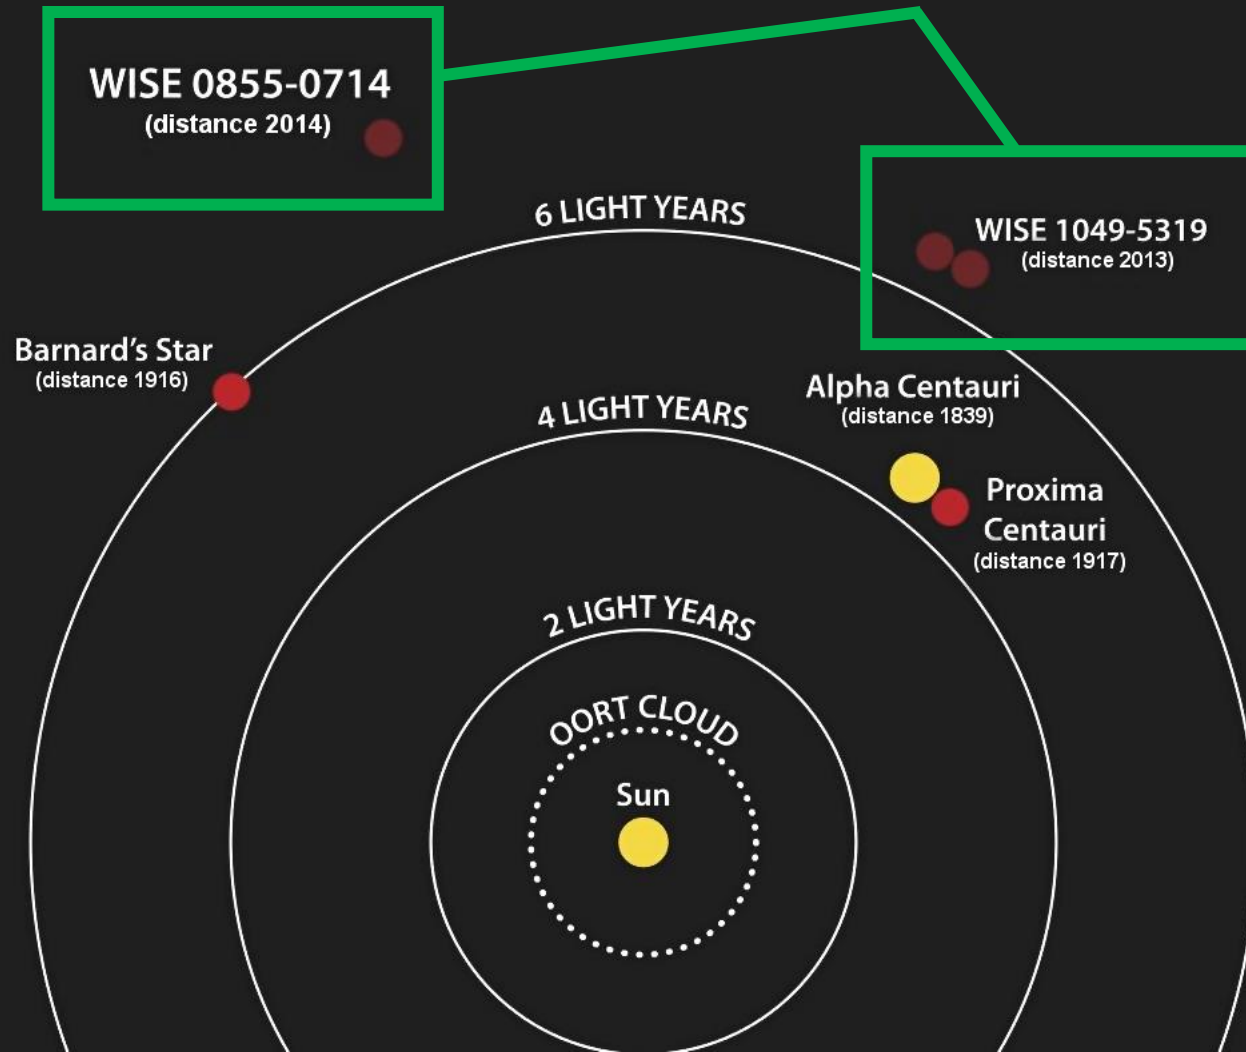 WISE 0855-0714
(distance 2014)
6 LIGHT YEARS
WISE 1049-5319
(distance 2013)
Barnard’s Star
(distance 1916)
Alpha Centauri
(distance 1839)
4 LIGHT YEARS
Proxima
Centauri
(distance 1917)
2 LIGHT YEARS
OORT CLOUD
Sun